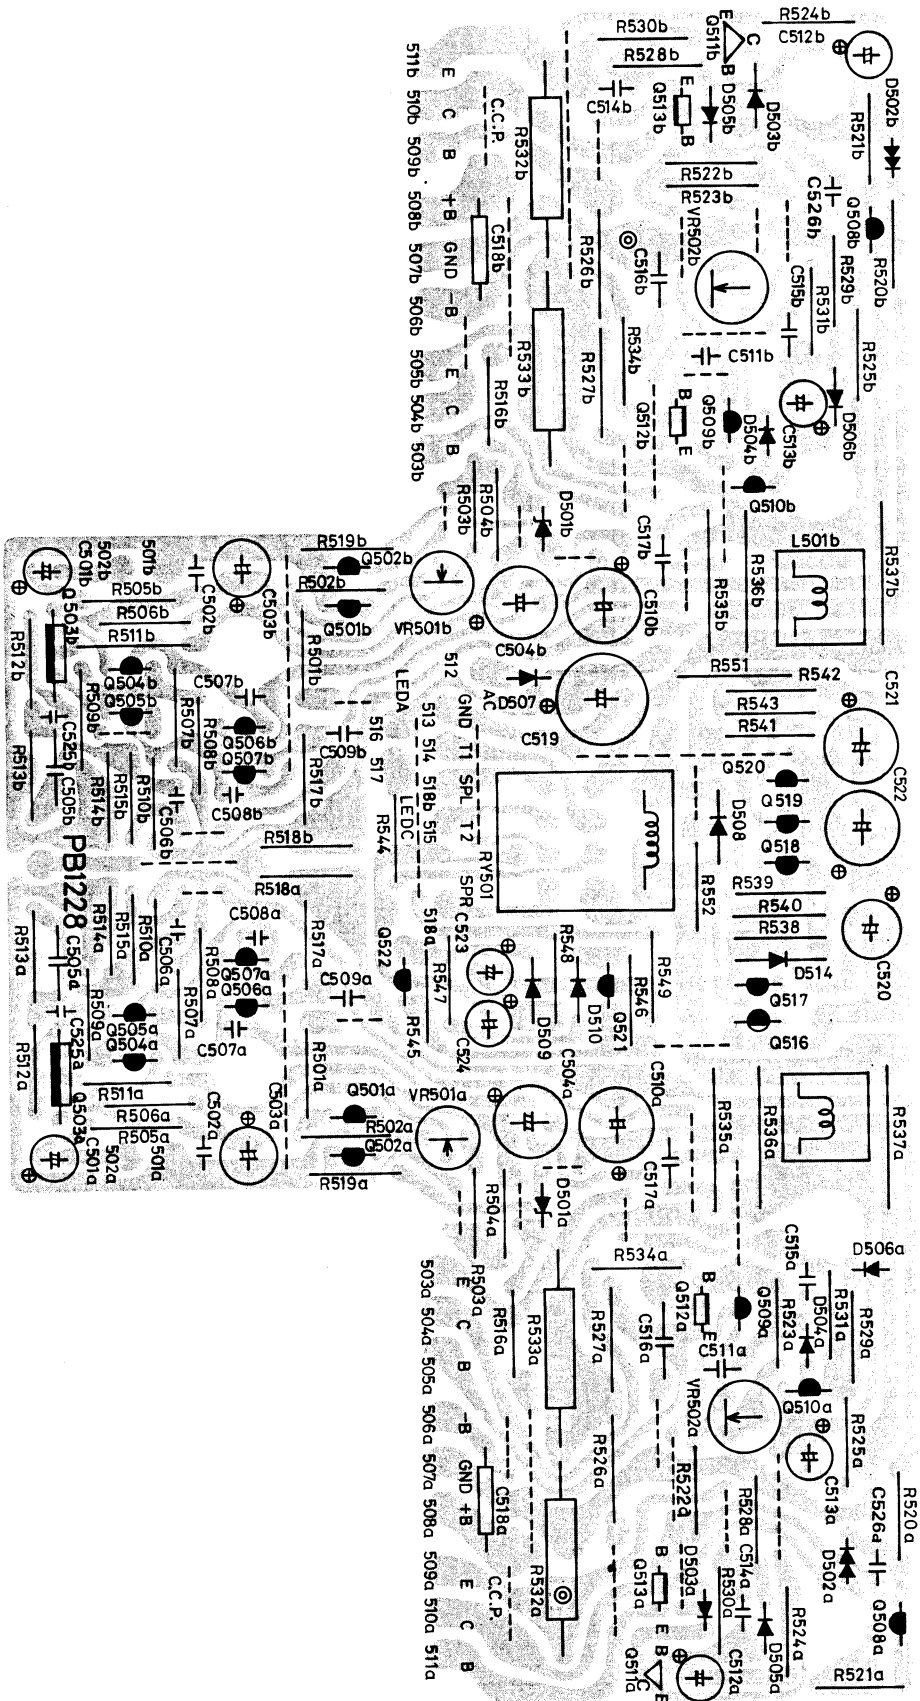 R530b
R528b
E
Q511b
B
C
R524b
C512b
511b
E
510b
C
509b
B
508b
+B
507b
GND
506b
-B
505b
E
504b
C
503b
B
C.C.P.
R532b
C514b
E
Q513b
B
D505b
D503b
R521b
D502b
R522b
R523b
VR502b
C526b
Q508b
R520b
C518b
R526b
C516b
C515b
R531b
R529b
R525b
R533b
R534b
R527b
C511b
R516b
Q512b
B
E
Q509b
D504b
C513b
D506b
Q510b
R503b
R504b
D501b
C517b
R535b
R536b
L501b
R537b
C501b
502b
501b
R505b
R506b
R511b
C502b
C503b
R519b
Q502b
R502b
Q501b
VR501b
C504b
C510b
Q503b
R512b
Q504b
Q505b
R509b
C507b
R501b
LEDA
512
GND
AC
D507
C519
R551
R542
R543
R541
C521
C525b
R513b
C505b
R514b
R515b
R510b
R507b
R508b
Q506b
Q507b
C508b
C506b
C509b
516
517
R517b
513
514
518b
515
T1
SPL
T2
SPR
LEDC
R544
RY501
D508
Q520
Q519
Q518
C522
R518b
PB1228
R518a
R552
R539
R540
R538
R513a
C505a
R514a
R515a
R510a
C506a
R508a
C508a
Q507a
Q506a
R517a
C509a
Q522
518a
C523
R547
R548
R549
R546
D514
C520
R509a
C525a
Q505a
Q504a
R507a
C507a
R512a
R501a
R545
C524
D509
D510
Q521
Q517
Q516
R511a
R506a
R505a
Q503a
C501a
502a
501a
C502a
C503a
Q501a
R502a
Q502a
R519a
VR501a
C504a
C510a
R535a
R536a
R537a
C517a
R504a
R503a
D501a
503a
E
504a
C
505a
B
506a
-B
507a
GND
508a
+B
509a
E
510a
C
511a
B
R516a
R533a
R534a
R527a
C516a
Q512a
B
E
C511a
Q509a
R523a
C515a
D504a
R531a
R529a
D506a
VR502a
Q510a
R525a
R526a
C518a
R522a
R528a
C513a
C526a
R520a
C.C.P.
R532a
B
Q513a
E
D503a
R530a
C514a
D502a
R524a
Q508a
Q511a
B
C
E
C512a
D505a
R521a